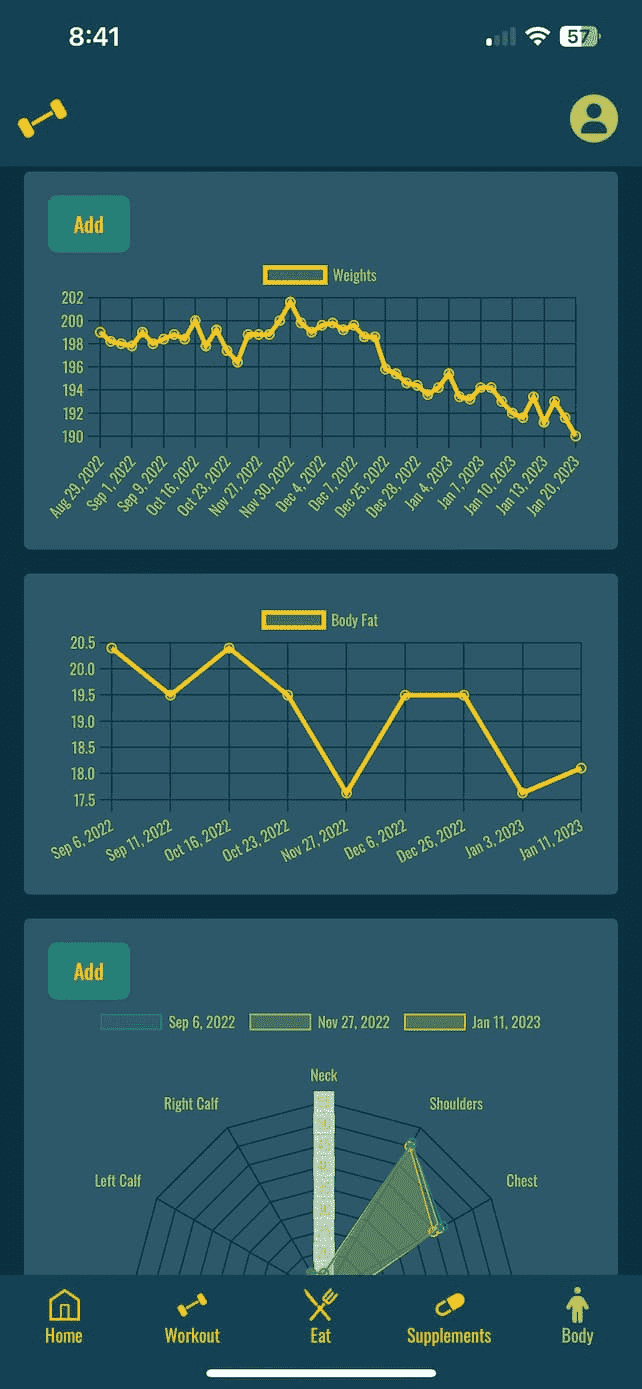 8:41
57
Add
Weights
202
200
198
196
194
192
190
Aug 29, 2022
Sep 1, 2022
Sep 9, 2022
Oct 16, 2022
Oct 23, 2022
Nov 27, 2022
Nov 30, 2022
Dec 4, 2022
Dec 7, 2022
Dec 25, 2022
Dec 28, 2022
Jan 4, 2023
Jan 7, 2023
Jan 10, 2023
Jan 13, 2023
Jan 20, 2023
Body Fat
20.5
20.0
19.5
19.0
18.5
18.0
17.5
Sep 6, 2022
Sep 11, 2022
Oct 16, 2022
Oct 23, 2022
Nov 27, 2022
Dec 6, 2022
Dec 26, 2022
Jan 3, 2023
Jan 11, 2023
Add
Sep 6, 2022 Nov 27, 2022 Jan 11, 2023
Neck
Right Calf Shoulders
Left Calf Chest
Home Workout Eat Supplements Body